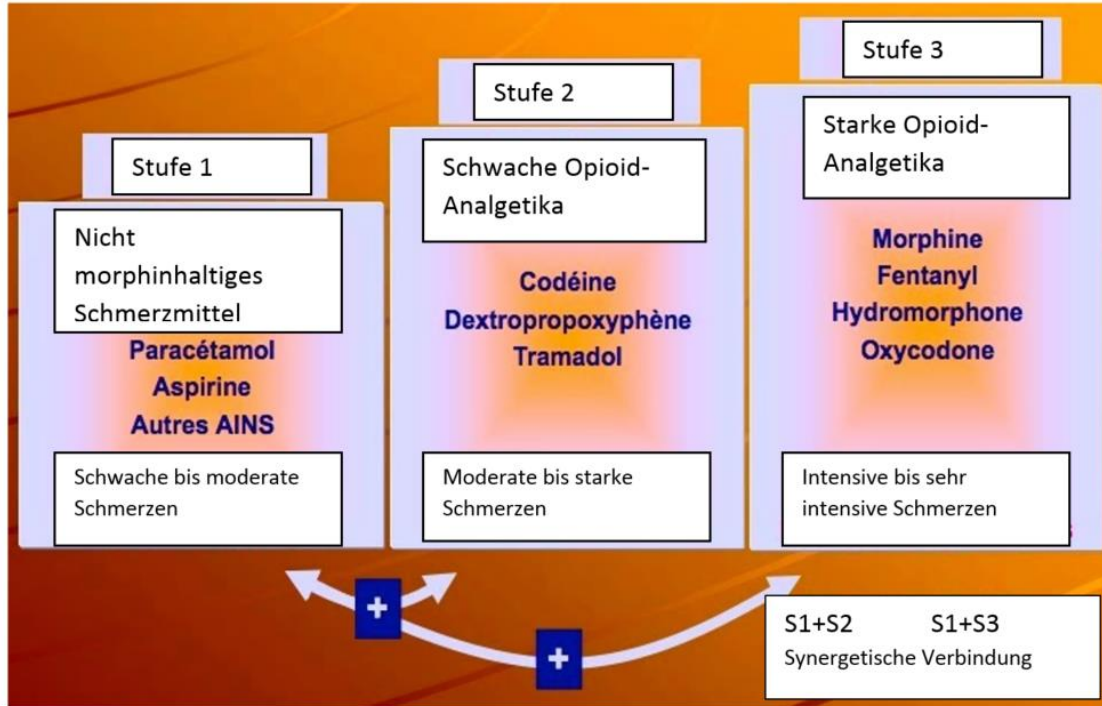 Stufe 1
Nicht
morphinhaltiges
Schmerzmittel
Paracétamol
Aspirine
Autres AINS
Schwache bis moderate
Schmerzen
Stufe 2
Schwache Opioid-
Analgetika
Codéine
Dextropropoxyphène
Tramadol
Moderate bis starke
Schmerzen
Stufe 3
Starke Opioid-
Analgetika
Morphine
Fentanyl
Hydromorphone
Oxycodone
Intensive bis sehr
intensive Schmerzen
+
+
S1+S2 S1+S3
Synergetische Verbindung